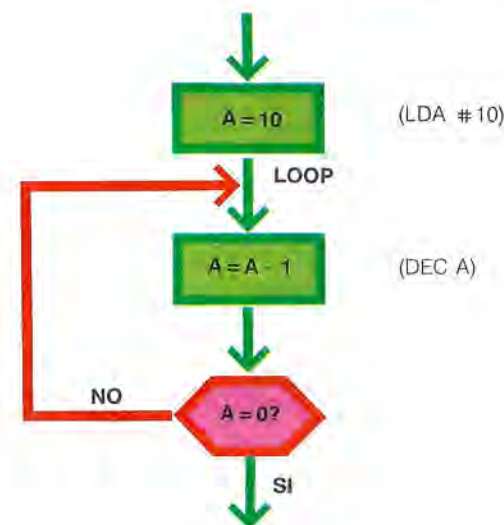 A = 10
(LDA # 10)
LOOP
A = A - 1
(DEC A)
NO
A = 0?
SI